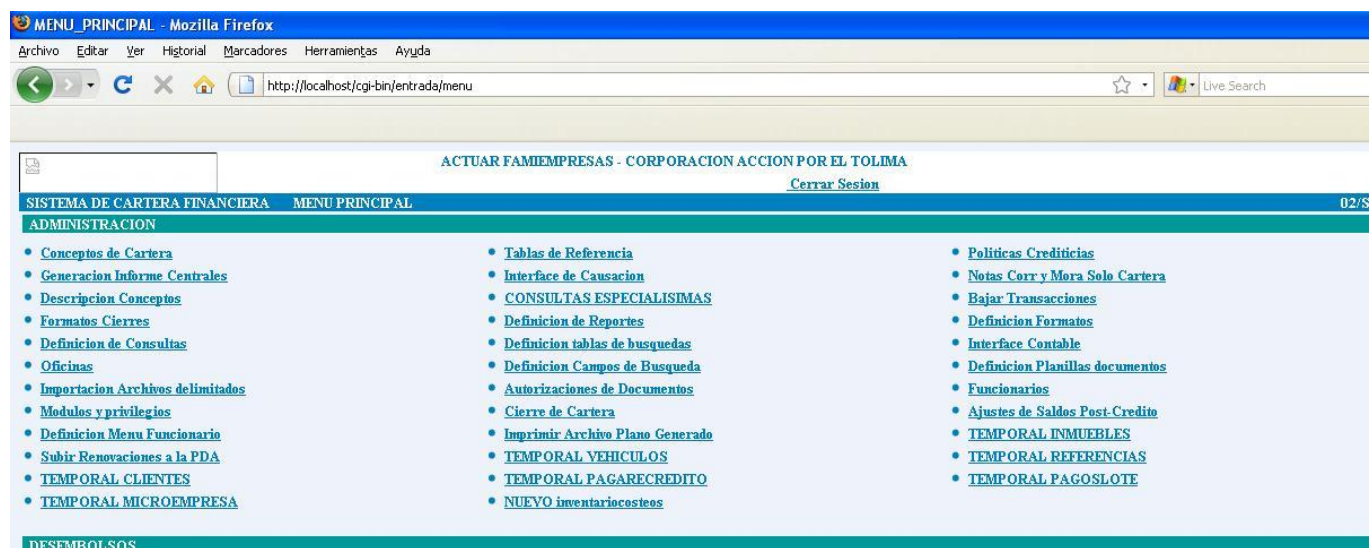 MENU_PRINCIPAL - Mozilla Firefox
Archivo Editar Ver Historial Marcadores Herramientas Ayuda
http://localhost/cgi-bin/entrada/menu Live Search
ACTUAR FAMIEMPRESAS - CORPORACION ACCION POR EL TOLIMA
Cerrar Sesion
SISTEMA DE CARTERA FINANCIERA MENU PRINCIPAL 02/S
ADMINISTRACION
Conceptos de Cartera Tablas de Referencia Politicas Crediticias
Generacion Informe Centrales Interface de Causacion Notas Corr y Mora Solo Cartera
Descripcion Conceptos CONSULTAS ESPECIALISIMAS Bajar Transacciones
Formatos Cierres Definicion de Reportes Definicion Formatos
Definicion de Consultas Definicion tablas de busquedas Interface Contable
Oficinas Definicion Campos de Busqueda Definicion Planillas documentos
Importacion Archivos delimitados Autorizaciones de Documentos Funcionarios
Modulos y privilegios Cierre de Cartera Ajustes de Saldos Post-Credito
Definicion Menu Funcionario Imprimir Archivo Plano Generado TEMPORAL INMUEBLES
Subir Renovaciones a la PDA TEMPORAL VEHICULOS TEMPORAL REFERENCIAS
TEMPORAL CLIENTES TEMPORAL PAGARECREDITO TEMPORAL PAGOSLOTE
TEMPORAL MICROEMPRESA NUEVO inventariocosteos
DESEMBOLSOS